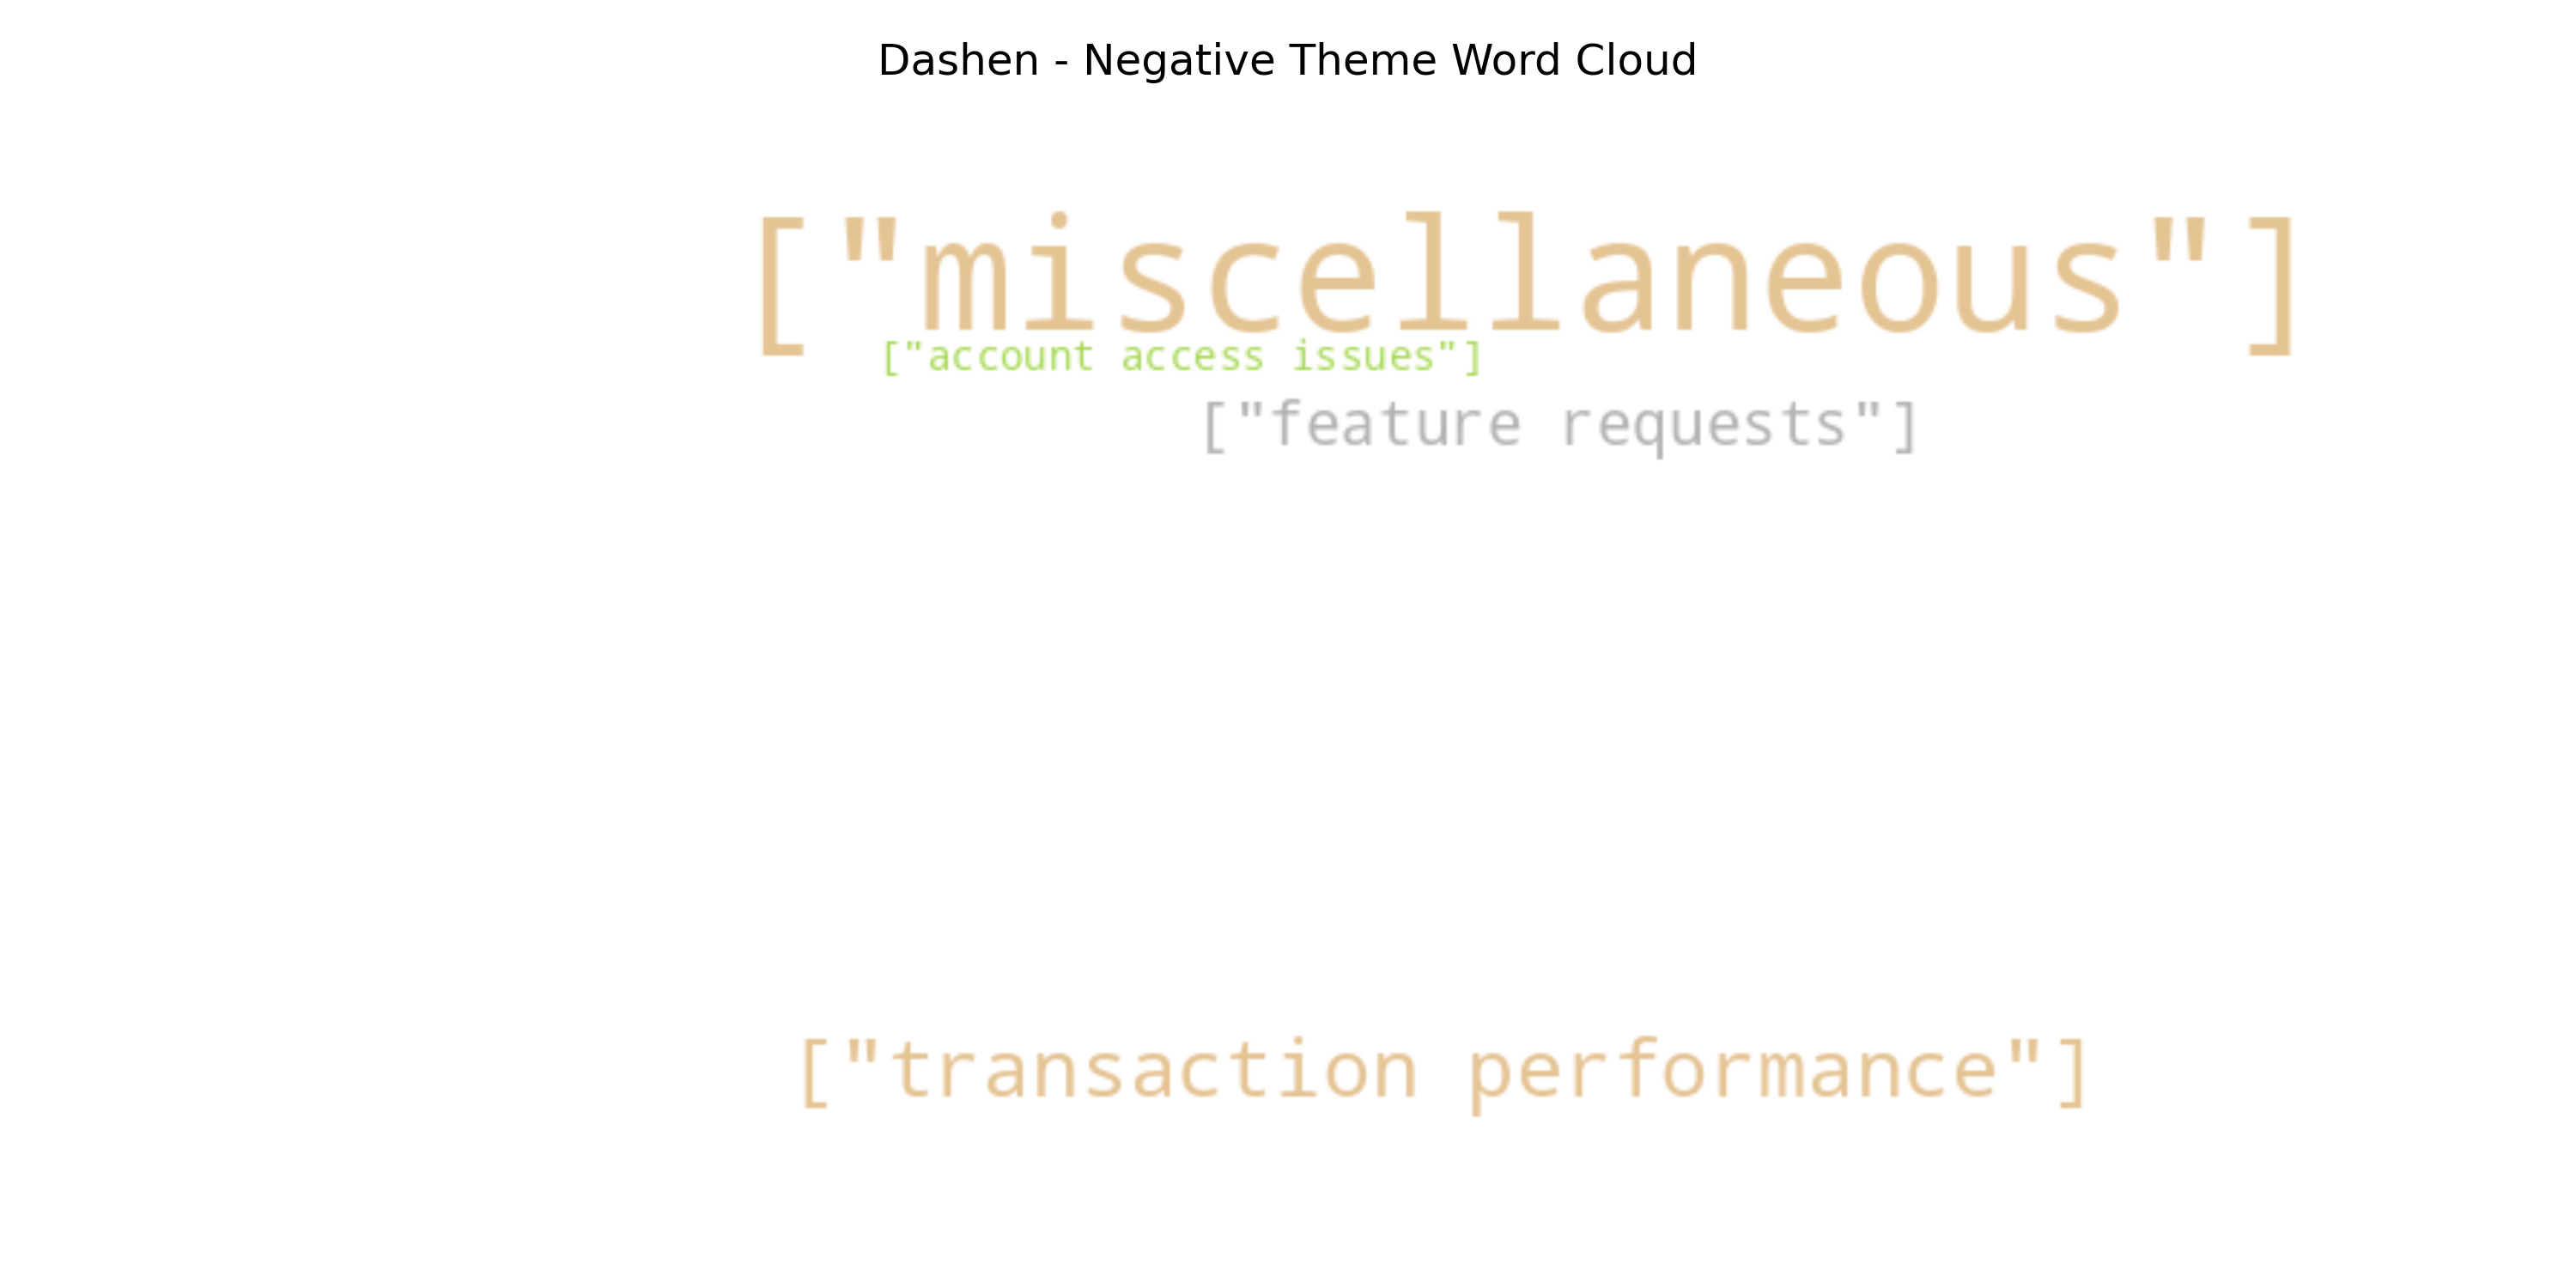 Dashen - Negative Theme Word Cloud
["miscellaneous"]
["account access issues"]
["feature requests"]
["transaction performance"]